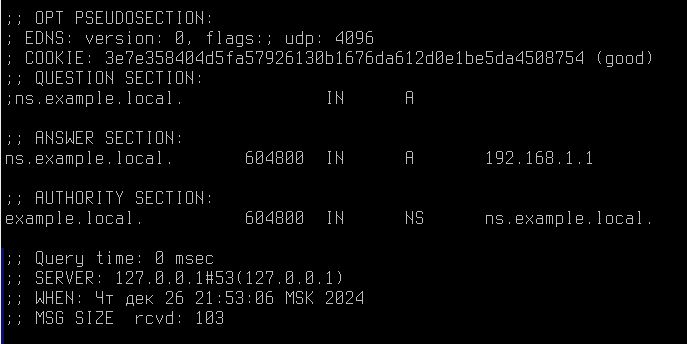 ;; OPT PSEUDOSECTION:
; EDNS: version: 0, flags:; udp: 4096
; COOKIE: 3e7e358404d5fa57926130b1676da612d0e1be5da4508754 (good)
;; QUESTION SECTION:
;ns.example.local. IN A
;; ANSWER SECTION:
ns.example.local. 604800 IN A 192.168.1.1
;; AUTHORITY SECTION:
example.local. 604800 IN NS ns.example.local.
;; Query time: 0 msec
;; SERVER: 127.0.0.1#53(127.0.0.1)
;; WHEN: Чт дек 26 21:53:06 MSK 2024
;; MSG SIZE rcvd: 103